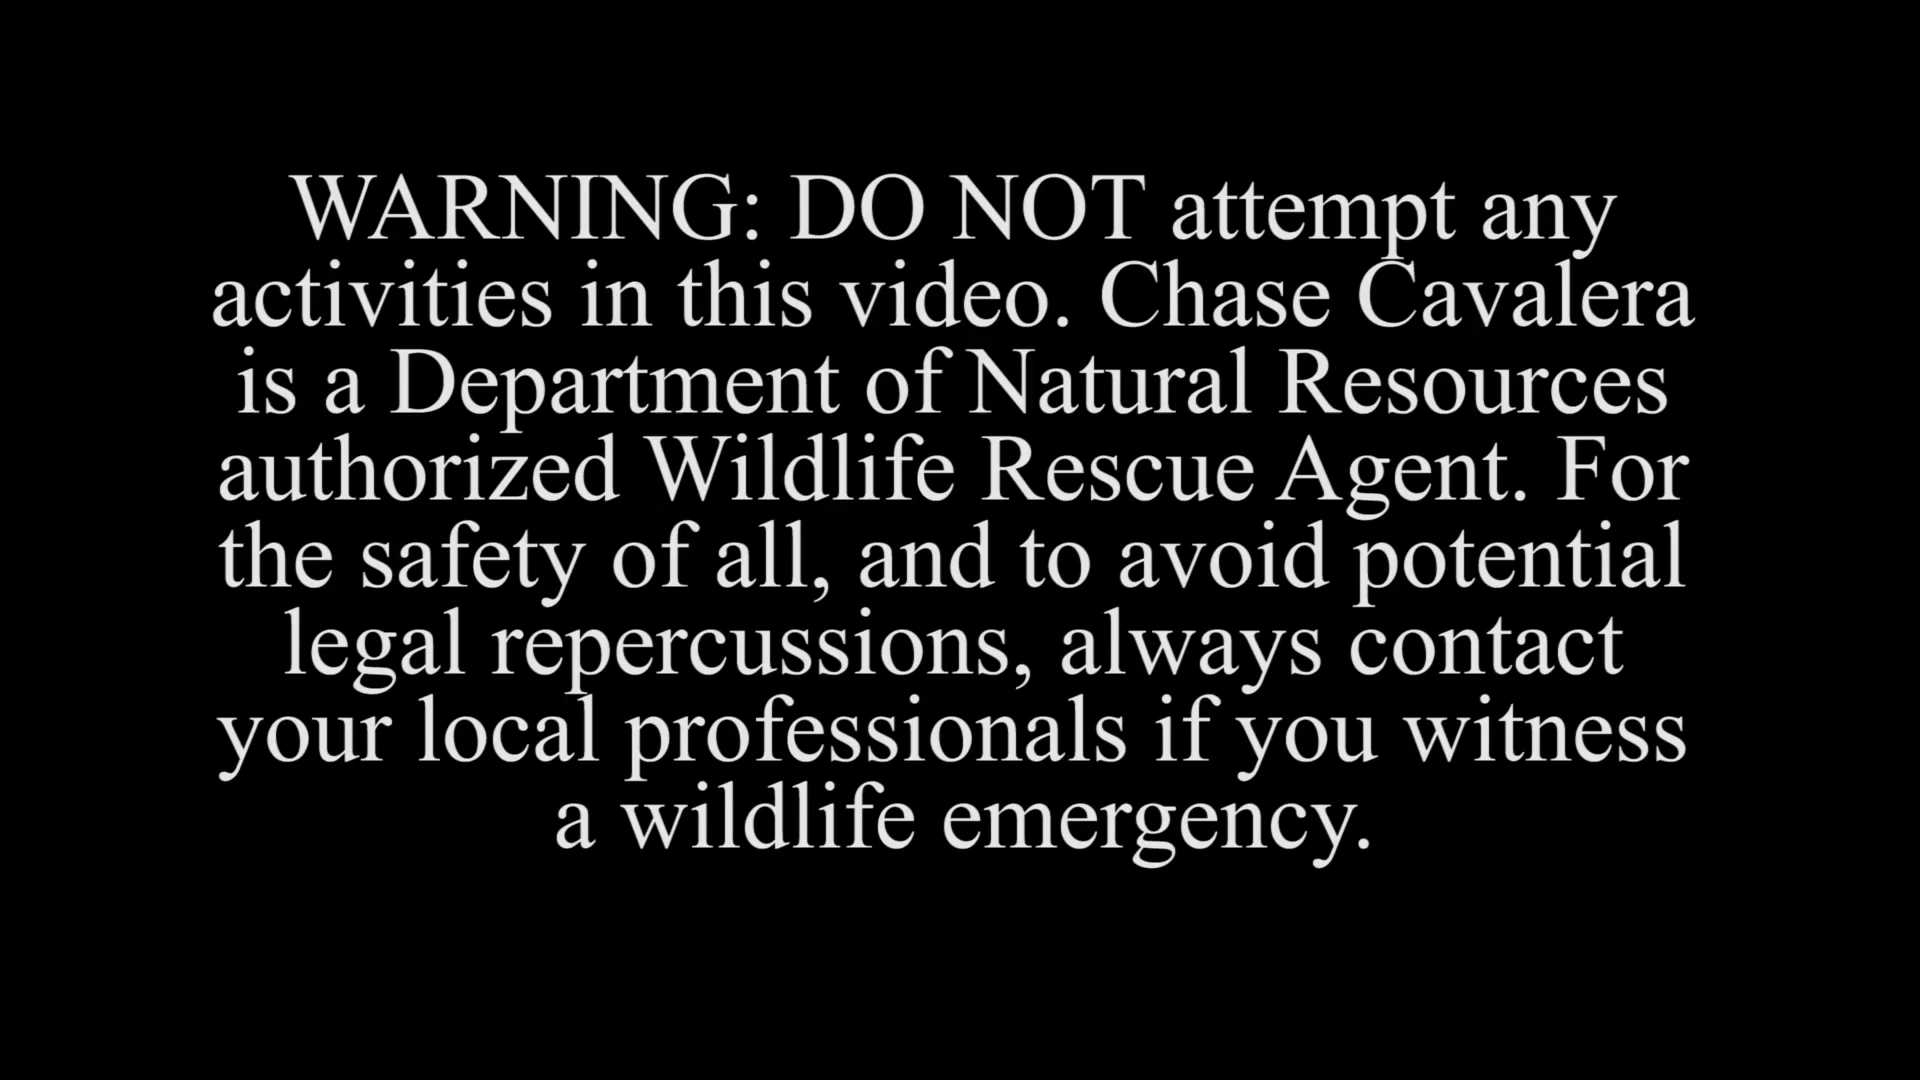 WARNING: DO NOT attempt any
activities in this video. Chase Cavalera
is a Department of Natural Resources
authorized Wildlife Rescue Agent. For
the safety of all, and to avoid potential
legal repercussions, always contact
your local professionals if you witness
a wildlife emergency.